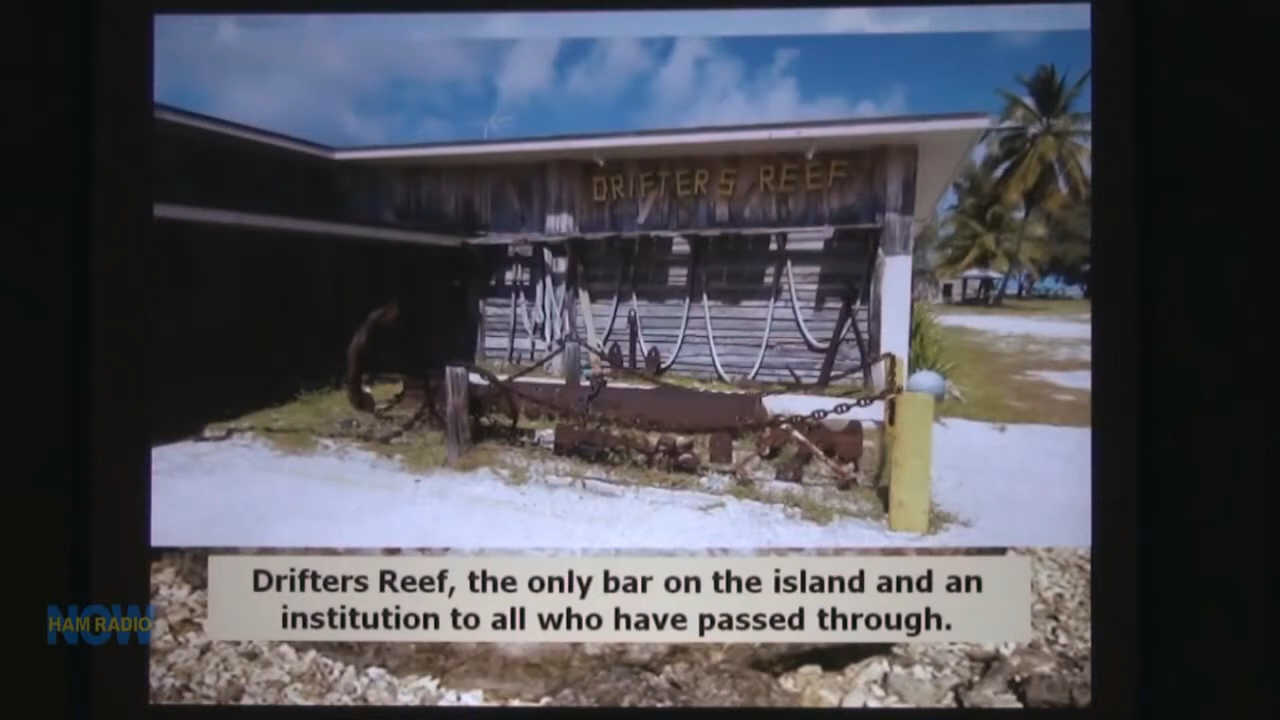 DRIFTERS REEF
Drifters Reef, the only bar on the island and an
institution to all who have passed through.
NOW
HAM RADIO